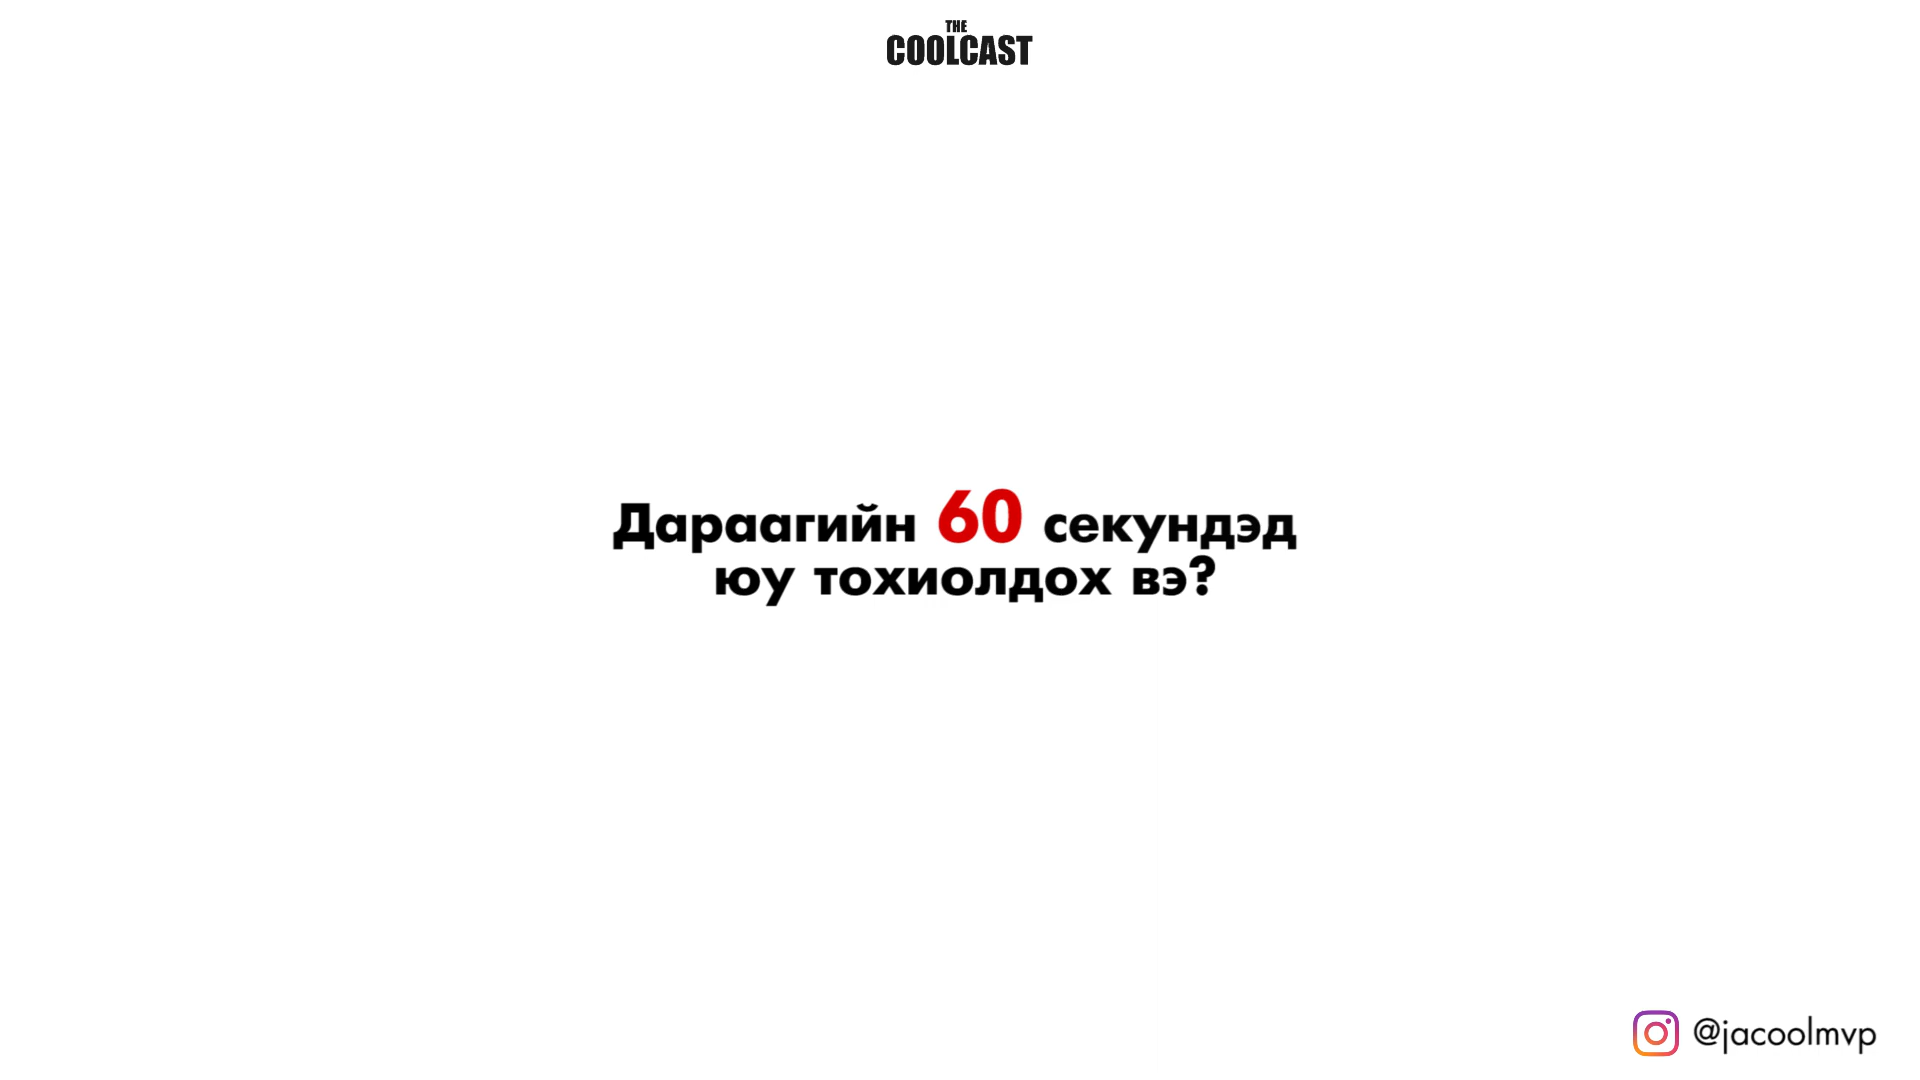 THE
COOLCAST
Дараагийн 60 секундэд
юу тохиолдох вэ?
@jacoolmvp